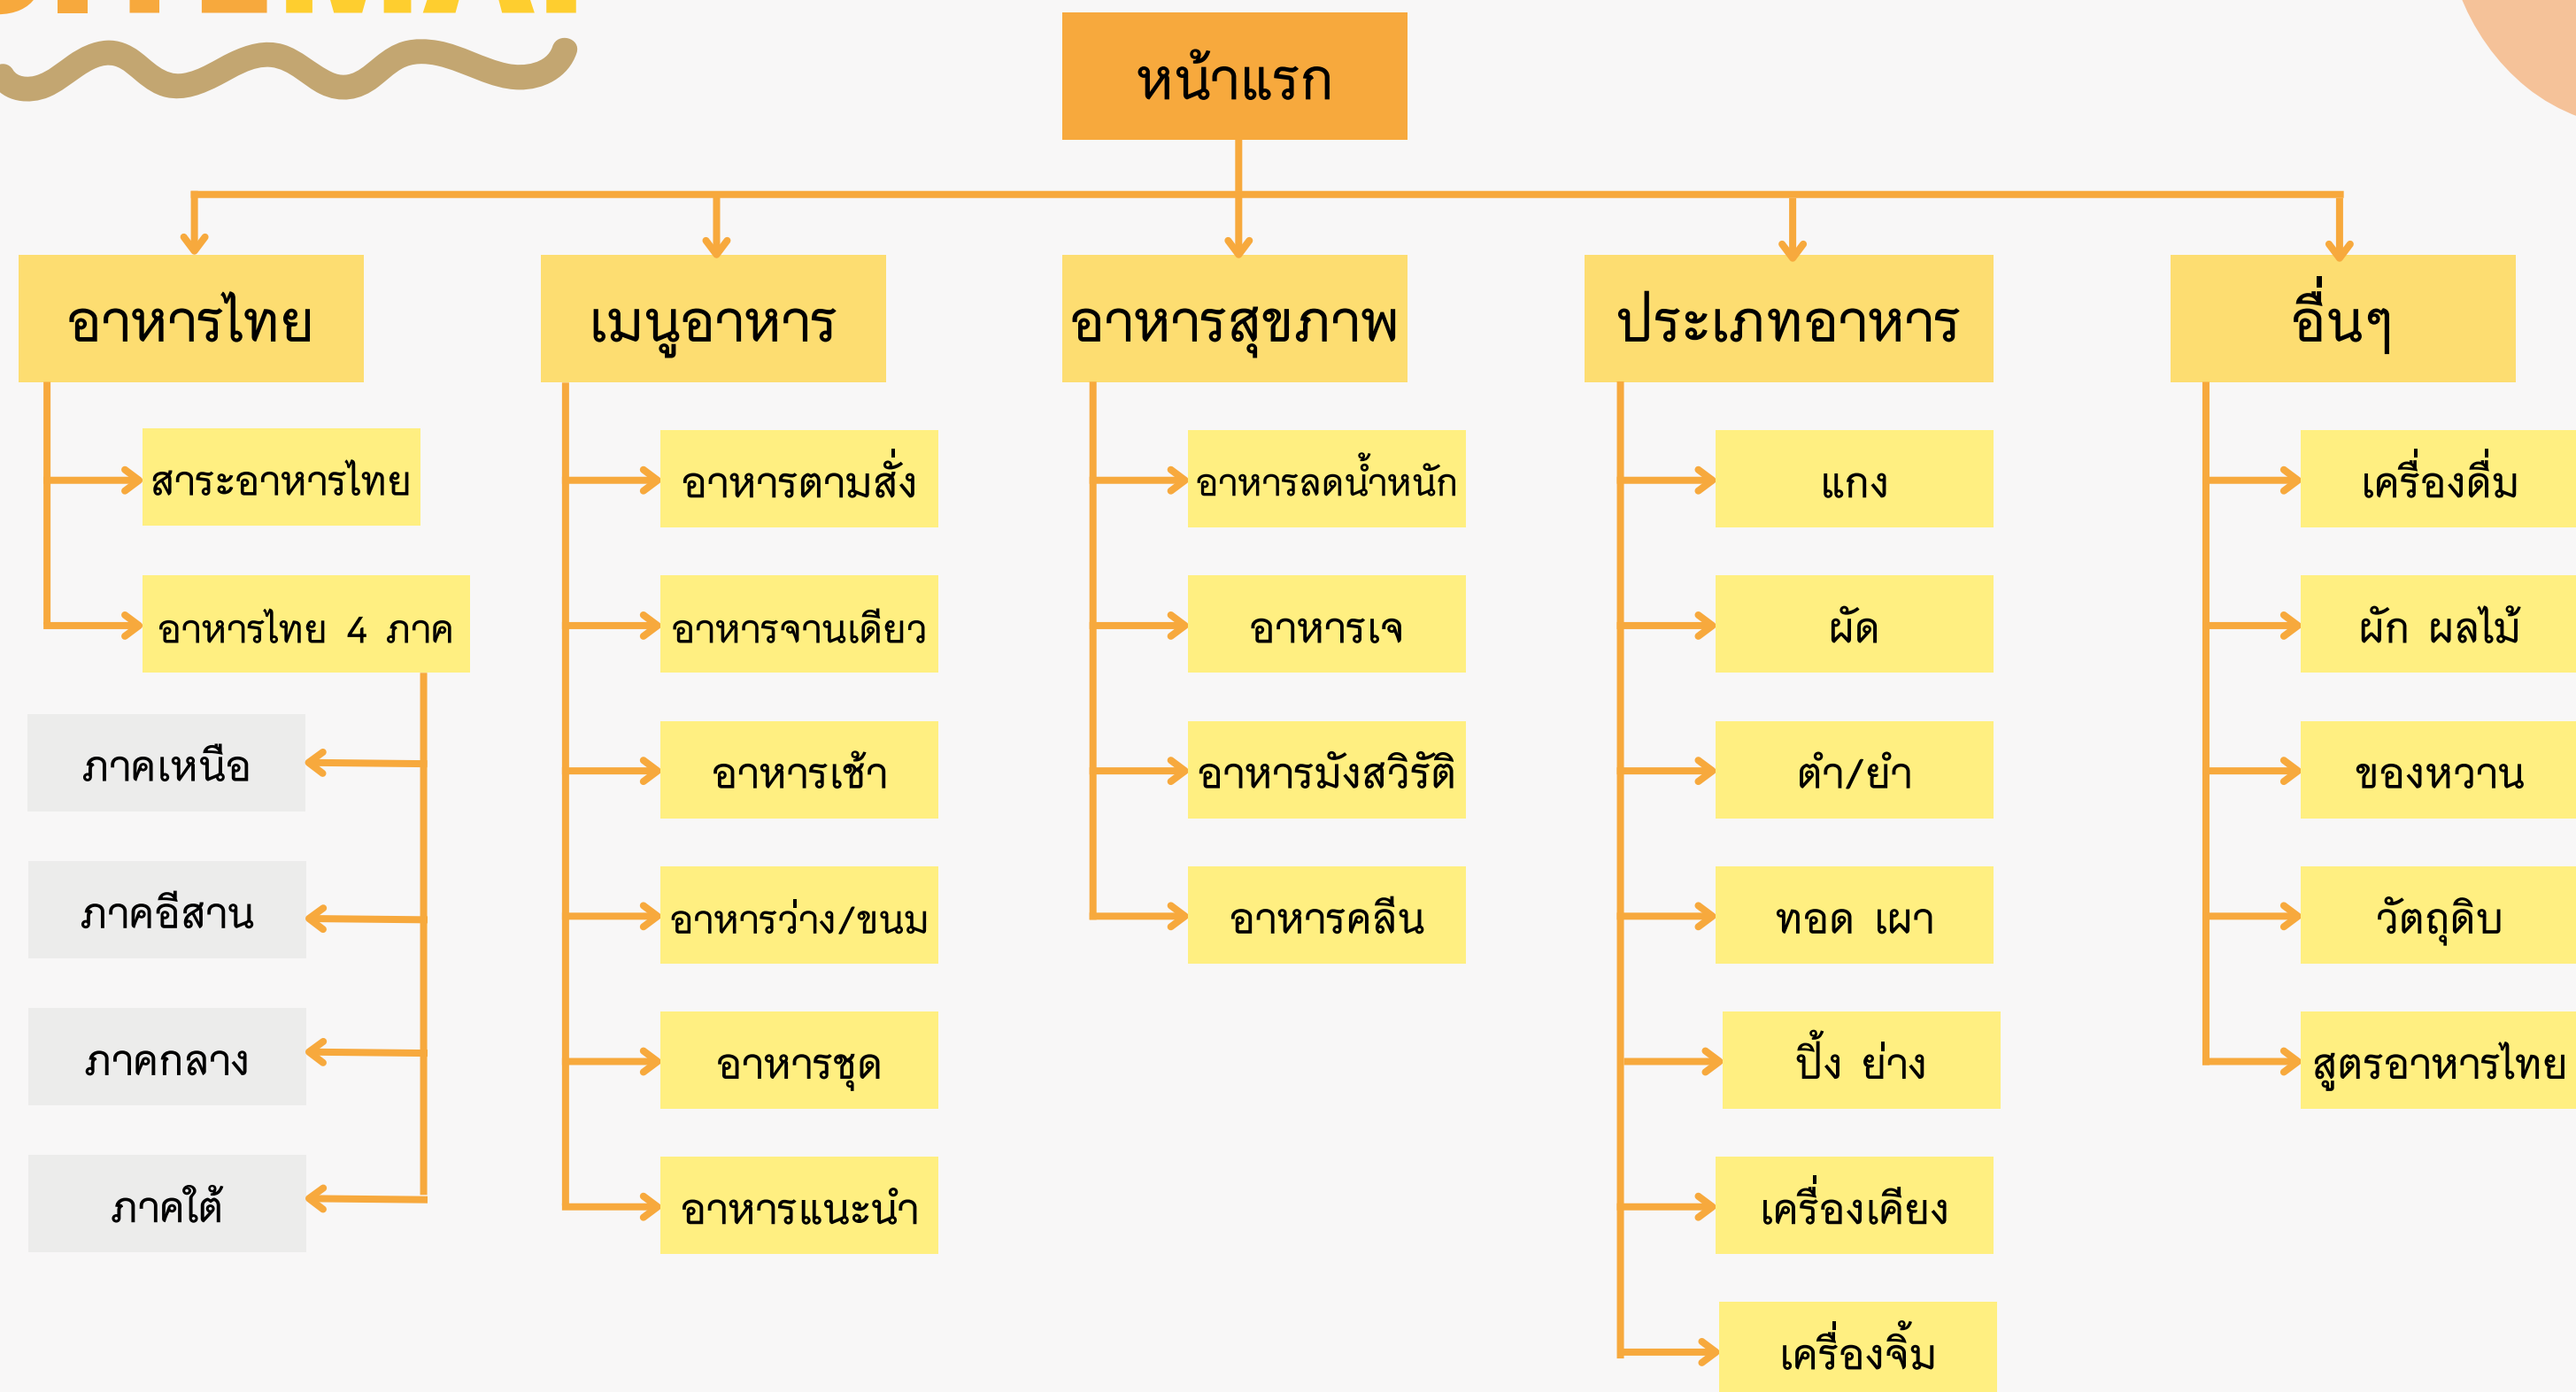 หน้าแรก
อาหารไทย
สาระอาหารไทย
อาหารไทย 4 ภาค
ภาคเหนือ
ภาคอีสาน
ภาคกลาง
ภาคใต้
เมนูอาหาร
อาหารตามสั่ง
อาหารจานเดียว
อาหารเช้า
อาหารว่าง/ขนม
อาหารชุด
อาหารแนะนำ
อาหารสุขภาพ
อาหารลดน้ำหนัก
อาหารเจ
อาหารมังสวิรัติ
อาหารคลีน
ประเภทอาหาร
แกง
ผัด
ตำ/ยำ
ทอด เผา
ปิ้ง ย่าง
เครื่องเคียง
เครื่องจิ้ม
อื่นๆ
เครื่องดื่ม
ผัก ผลไม้
ของหวาน
วัตถุดิบ
สูตรอาหารไทย